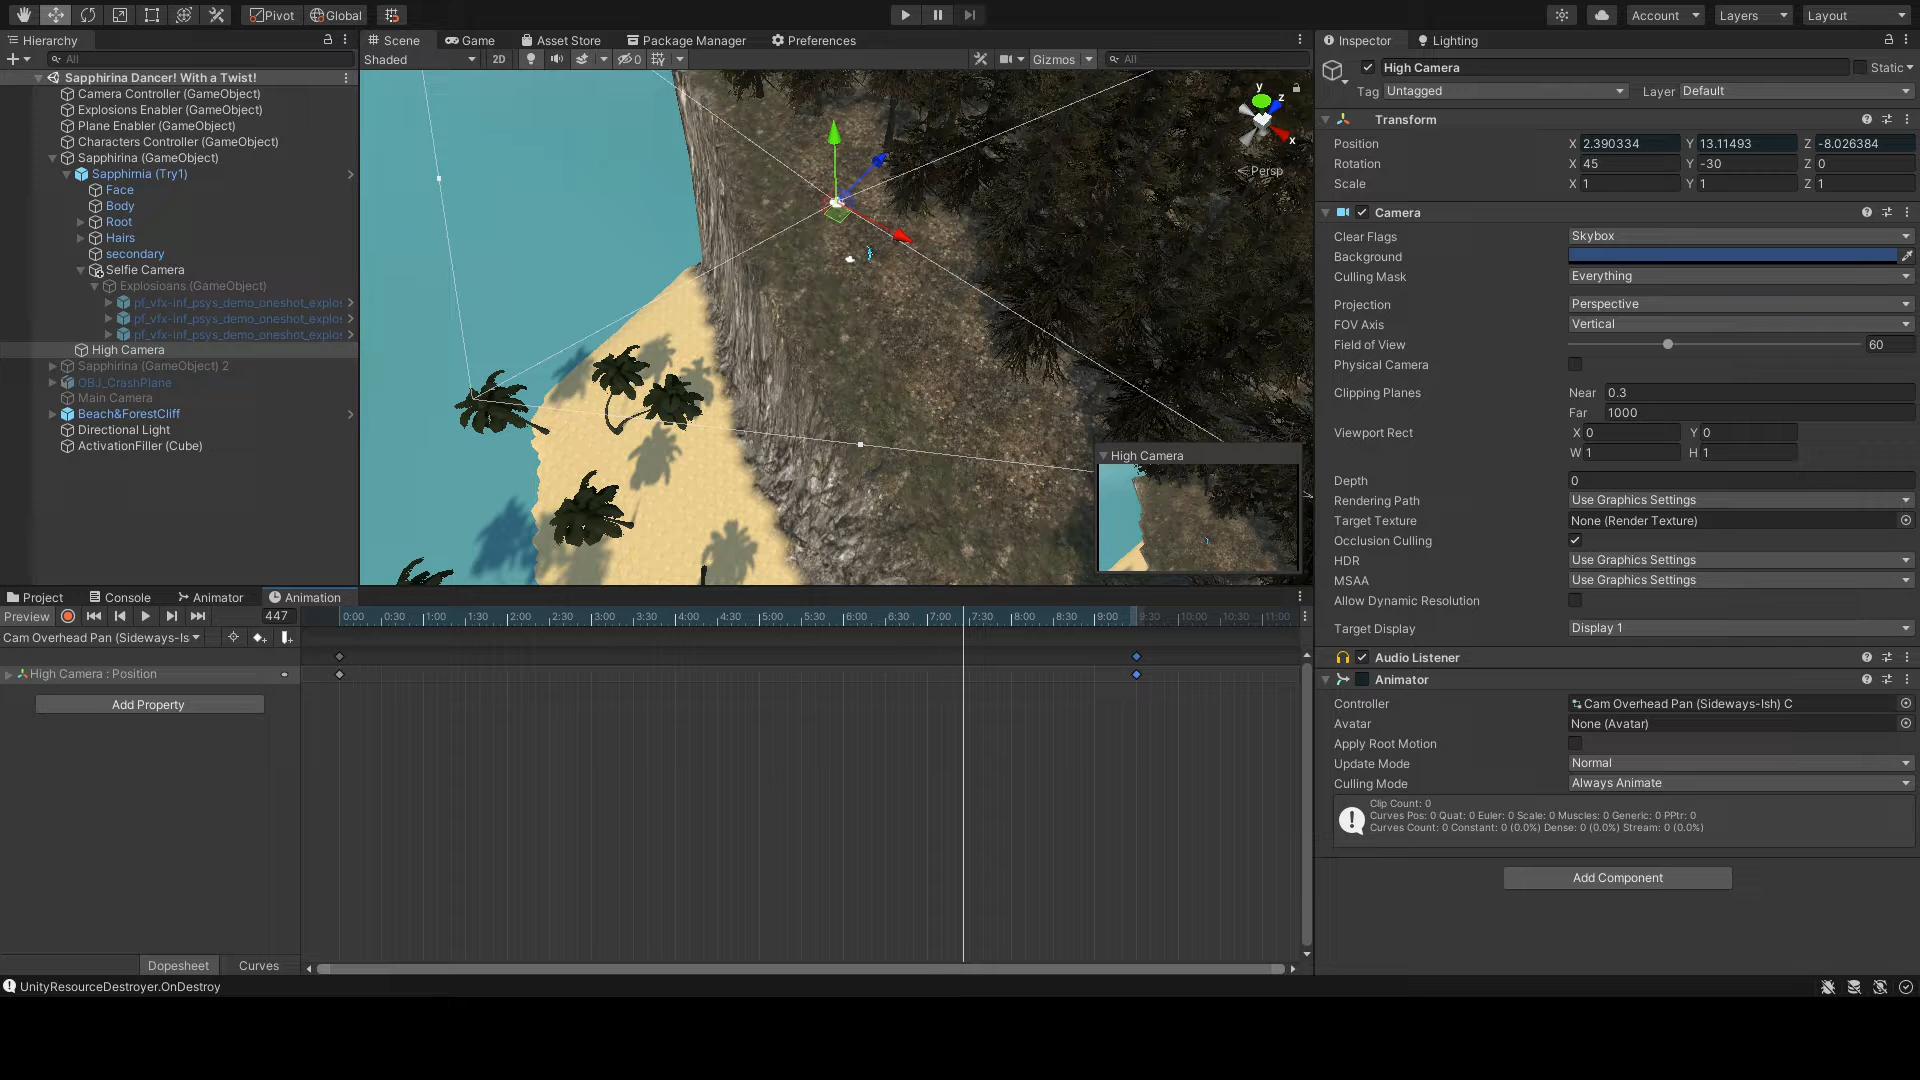 Pivot Global Account Layers Layout
Hierarchy
All
Sapphirina Dancer! With a Twist!
Camera Controller (GameObject)
Explosions Enabler (GameObject)
Plane Enabler (GameObject)
Characters Controller (GameObject)
Sapphirina (GameObject)
Sapphirnia (Try1)
Face
Body
Root
Hairs
secondary
Selfie Camera
Explosioans (GameObject)
pf_vfx-inf_psys_demo_oneshot_explos
pf_vfx-inf_psys_demo_oneshot_explos
pf_vfx-inf_psys_demo_oneshot_explos
High Camera
Sapphirina (GameObject) 2
OBJ_CrashPlane
Main Camera
Beach&ForestCliff
Directional Light
ActivationFiller (Cube)
Scene Game Asset Store Package Manager Preferences
Shaded 2D 0 Gizmos All
y
z
x
Persp
High Camera
Project Console Animator Animation
Preview 447 0:00 0:30 1:00 1:30 2:00 2:30 3:00 3:30 4:00 4:30 5:00 5:30 6:00 6:30 7:00 7:30 8:00 8:30 9:00 9:30 10:00 10:30 11:00
Cam Overhead Pan (Sideways-Is
High Camera : Position
Add Property
Dopesheet Curves
UnityResourceDestroyer.OnDestroy
Inspector Lighting
High Camera Static
Tag Untagged Layer Default
Transform
Position X 2.390334 Y 13.11493 Z -8.026384
Rotation X 45 Y -30 Z 0
Scale X 1 Y 1 Z 1
Camera
Clear Flags Skybox
Background
Culling Mask Everything
Projection Perspective
FOV Axis Vertical
Field of View 60
Physical Camera
Clipping Planes Near 0.3
Far 1000
Viewport Rect X 0 Y 0
W 1 H 1
Depth 0
Rendering Path Use Graphics Settings
Target Texture None (Render Texture)
Occlusion Culling
HDR Use Graphics Settings
MSAA Use Graphics Settings
Allow Dynamic Resolution
Target Display Display 1
Audio Listener
Animator
Controller Cam Overhead Pan (Sideways-Ish) C
Avatar None (Avatar)
Apply Root Motion
Update Mode Normal
Culling Mode Always Animate
Clip Count: 0
Curves Pos: 0 Quat: 0 Euler: 0 Scale: 0 Muscles: 0 Generic: 0 PPtr: 0
Curves Count: 0 Constant: 0 (0.0%) Dense: 0 (0.0%) Stream: 0 (0.0%)
Add Component